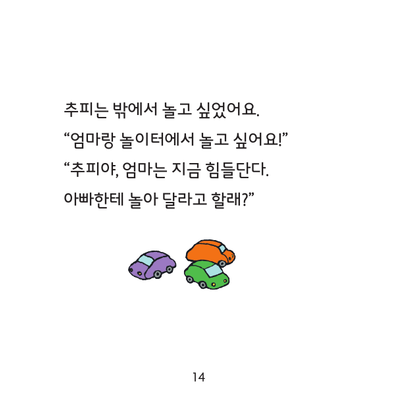 추피는 밖에서 놀고 싶었어요.
“엄마랑 놀이터에서 놀고 싶어요!”
“추피야, 엄마는 지금 힘들단다.
아빠한테 놀아 달라고 할래?”
14